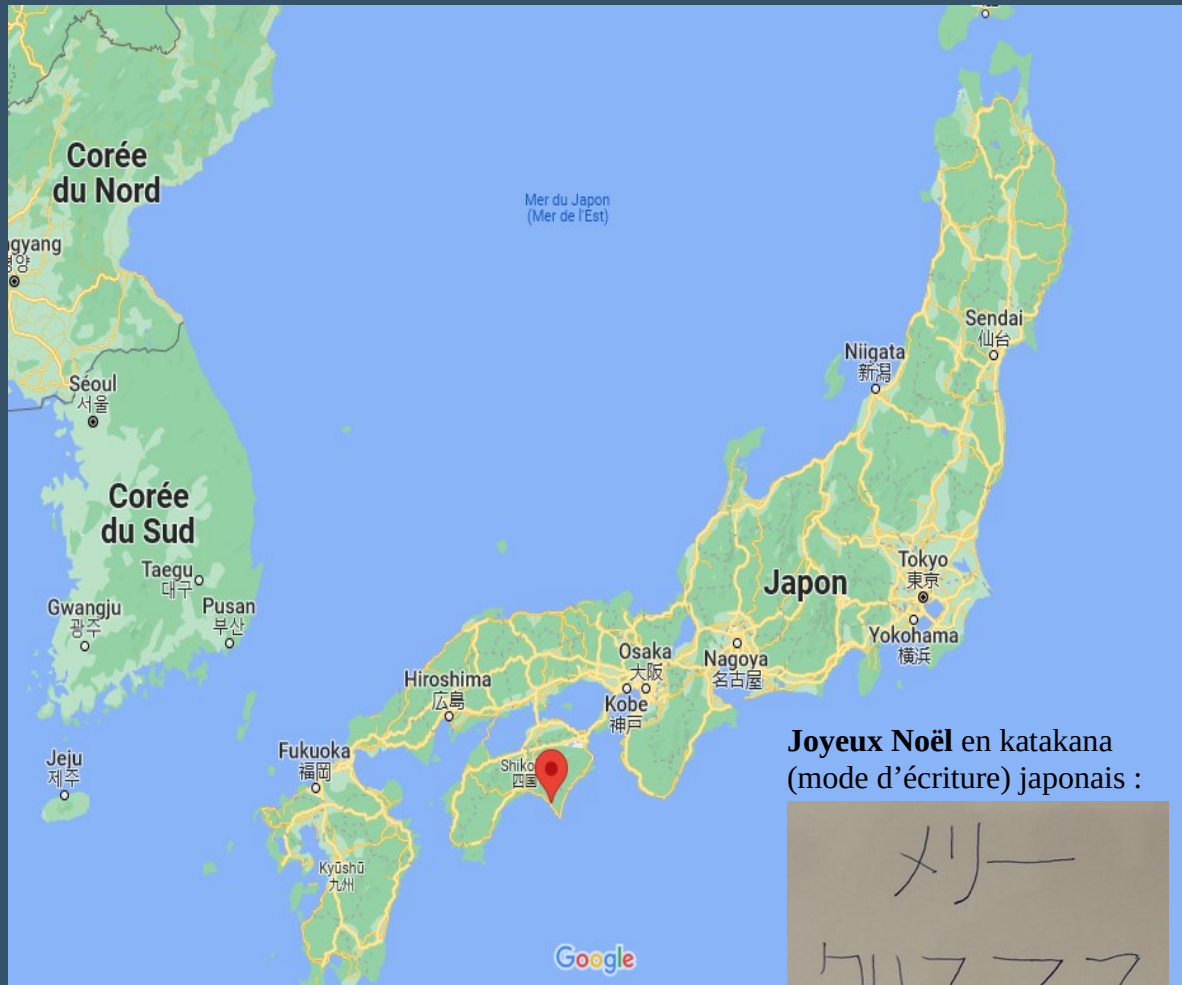 Corée
du Nord
Mer du Japon
(Mer de l'Est)
Sendai
仙台
Niigata
新潟
Séoul
서울
Corée
du Sud
Taegu
대구
Gwangju
광주
Pusan
부산
Japon
Tokyo
東京
Yokohama
横浜
Osaka
大阪
Nagoya
名古屋
Kobe
神戸
Hiroshima
広島
Fukuoka
福岡
Jeju
제주
Shiko
四国
Kyūshū
九州
Google
Joyeux Noël en katakana
(mode d’écriture) japonais :
メリー